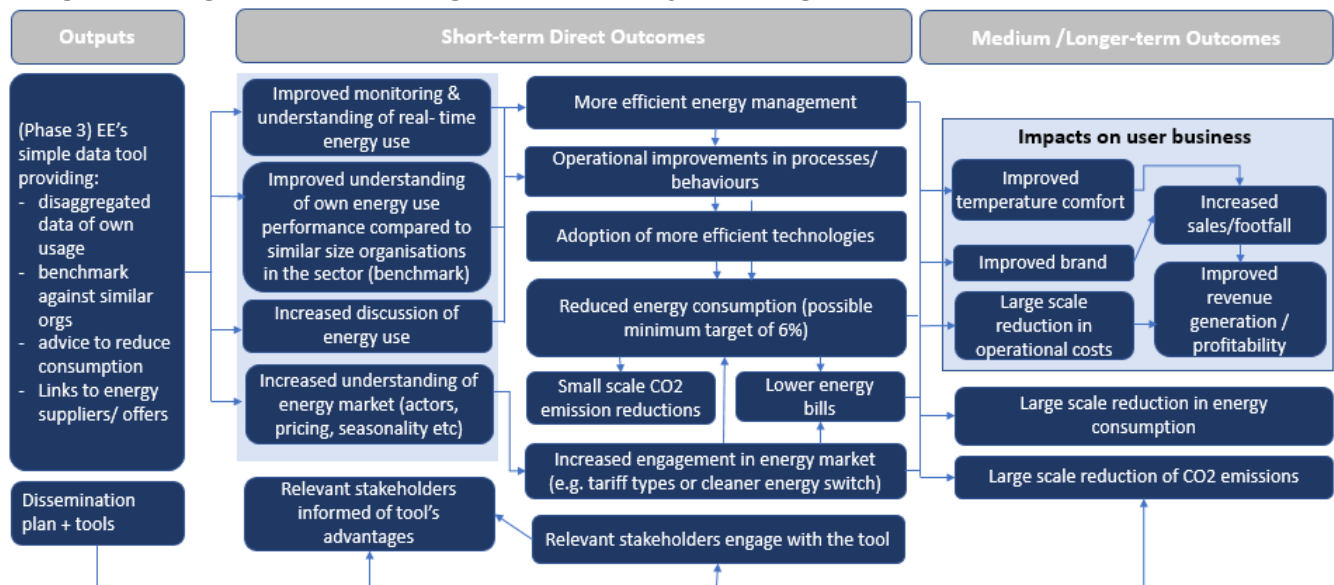 Outputs
Short-term Direct Outcomes
Medium /Longer-term Outcomes
(Phase 3) EE's
simple data tool
providing:
- disaggregated
data of own
usage
- benchmark
against similar
orgs
- advice to reduce
consumption
- Links to energy
suppliers/ offers
Dissemination
plan + tools
Improved monitoring &
understanding of real- time
energy use
Improved understanding
of own energy use
performance compared to
similar size organisations
in the sector (benchmark)
Increased discussion of
energy use
Increased understanding of
energy market (actors,
pricing, seasonality etc)
Relevant stakeholders
informed of tool's
advantages
More efficient energy management
Operational improvements in processes/
behaviours
Adoption of more efficient technologies
Reduced energy consumption (possible
minimum target of 6%)
Small scale CO2
emission reductions
Lower energy
bills
Increased engagement in energy market
(e.g. tariff types or cleaner energy switch)
Relevant stakeholders engage with the tool
Impacts on user business
Improved
temperature comfort
Improved brand
Large scale
reduction in
operational costs
Increased
sales/footfall
Improved
revenue
generation /
profitability
Large scale reduction in energy
consumption
Large scale reduction of CO2 emissions